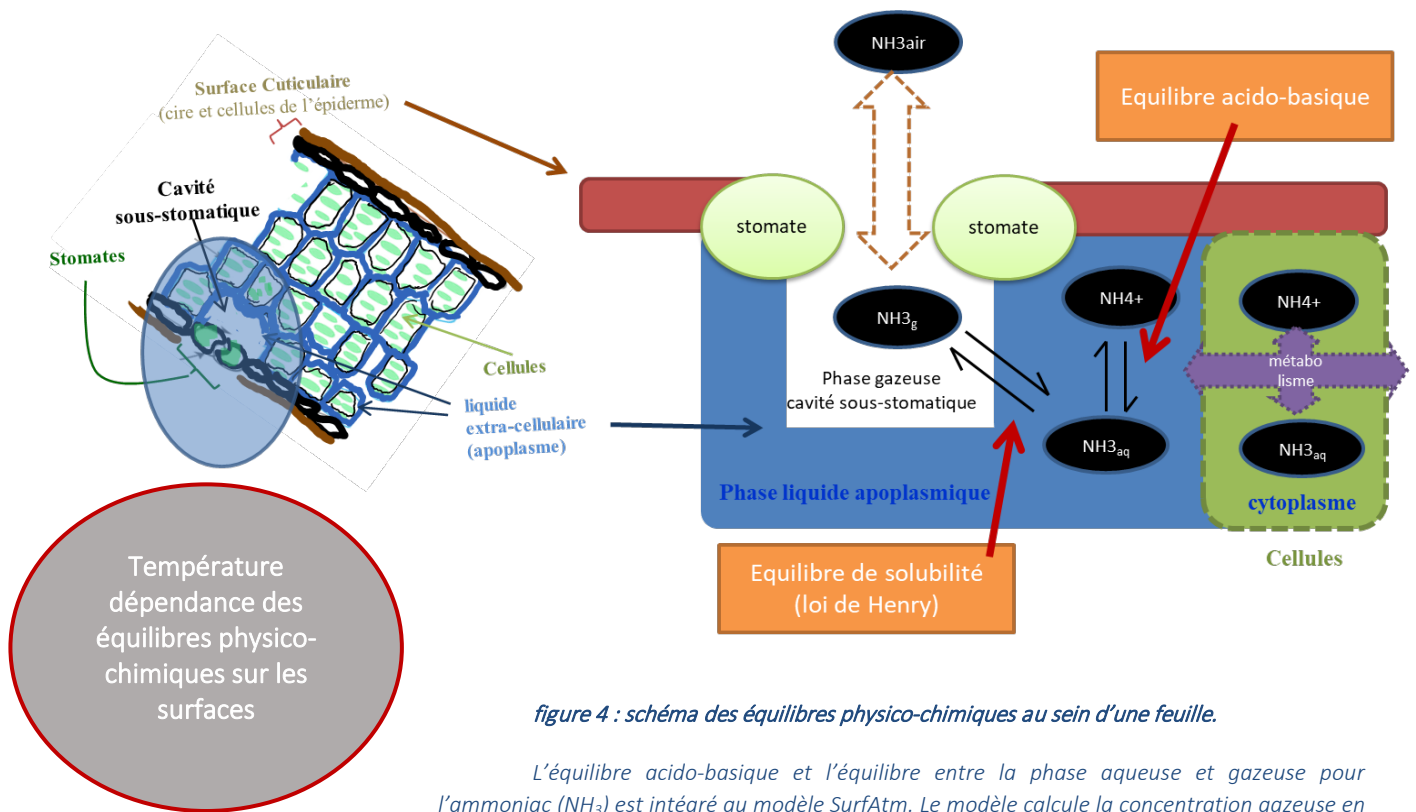 NH3air
Equilibre acido-basique
Surface Cuticulaire
(cire et cellules de l’épiderme)
Cavité
sous-stomatique
Stomates
stomate
stomate
NH4+
NH4+
NH3g
métabo
lisme
Cellules
Phase gazeuse
cavité sous-stomatique
liquide
extra-cellulaire
(apoplasme)
NH3aq
NH3aq
Phase liquide apoplasmique
cytoplasme
Cellules
Equilibre de solubilité
(loi de Henry)
Température
dépendance des
équilibres physico-
chimiques sur les
surfaces
figure 4 : schéma des équilibres physico-chimiques au sein d’une feuille.
L’équilibre acido-basique et l’équilibre entre la phase aqueuse et gazeuse pour
l’ammoniac (NH3) est intégré au modèle SurfAtm. Le modèle calcule la concentration gazeuse en